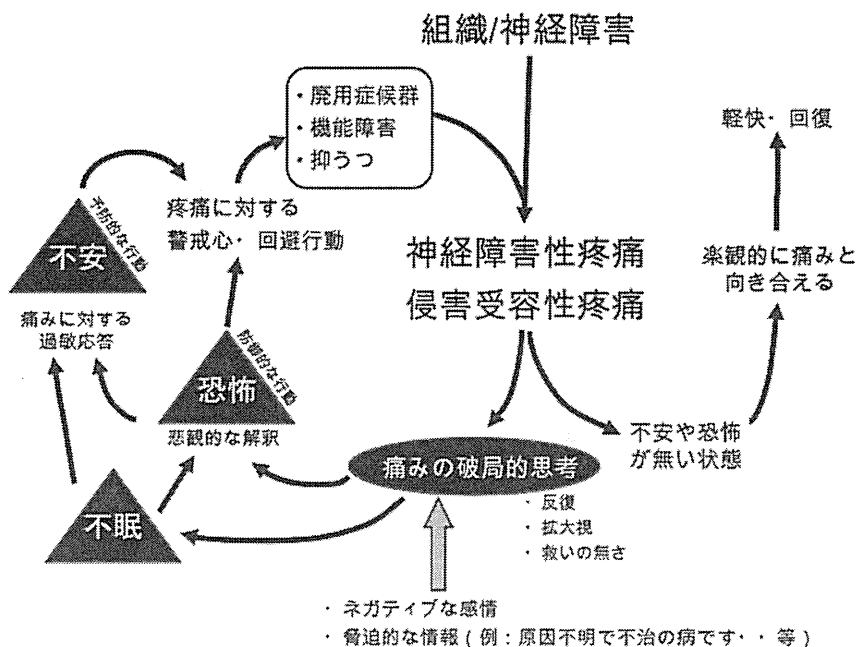 組織/神経障害
・廃用症候群
・機能障害
・抑うつ
軽快・回復
予防的な行動
不安
疼痛に対する
警戒心・回避行動
神経障害性疼痛
侵害受容性疼痛
楽観的に痛みと
向き合える
痛みに対する
過敏応答
防御的な行動
恐怖
悲観的な解釈
不安や恐怖
が無い状態
痛みの破局的思考
・反復
・拡大視
・救いの無さ
不眠
・ネガティブな感情
・脅迫的な情報(例:原因不明で不治の病です・・等)